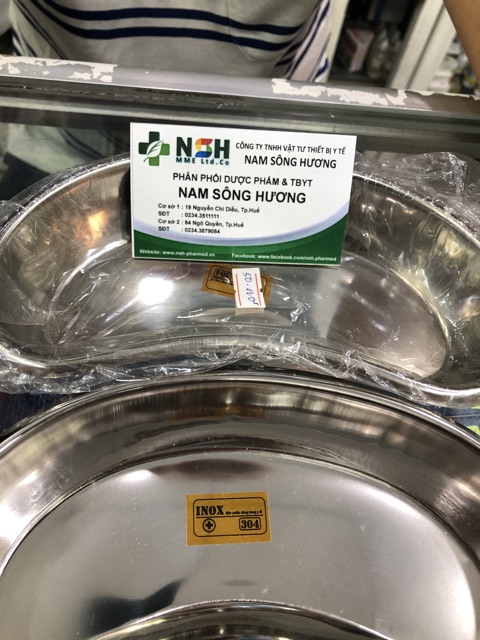 NSH
MME Ltd.Co
CÔNG TY TNHH VẬT TƯ THIẾT BỊ Y TẾ
NAM SÔNG HƯƠNG
PHÂN PHỐI DƯỢC PHẨM & TBYT
NAM SÔNG HƯƠNG
Cơ sở 1 : 19 Nguyễn Chí Diểu, Tp.Huế
SĐT : 0234.3511111
Cơ sở 2 : 84 Ngô Quyền, Tp.Huế
SĐT : 0234.3879084
Website: www.nsh-pharmed.vn
Facebook: www.facebook.com/nsh.pharmed
INOX
304